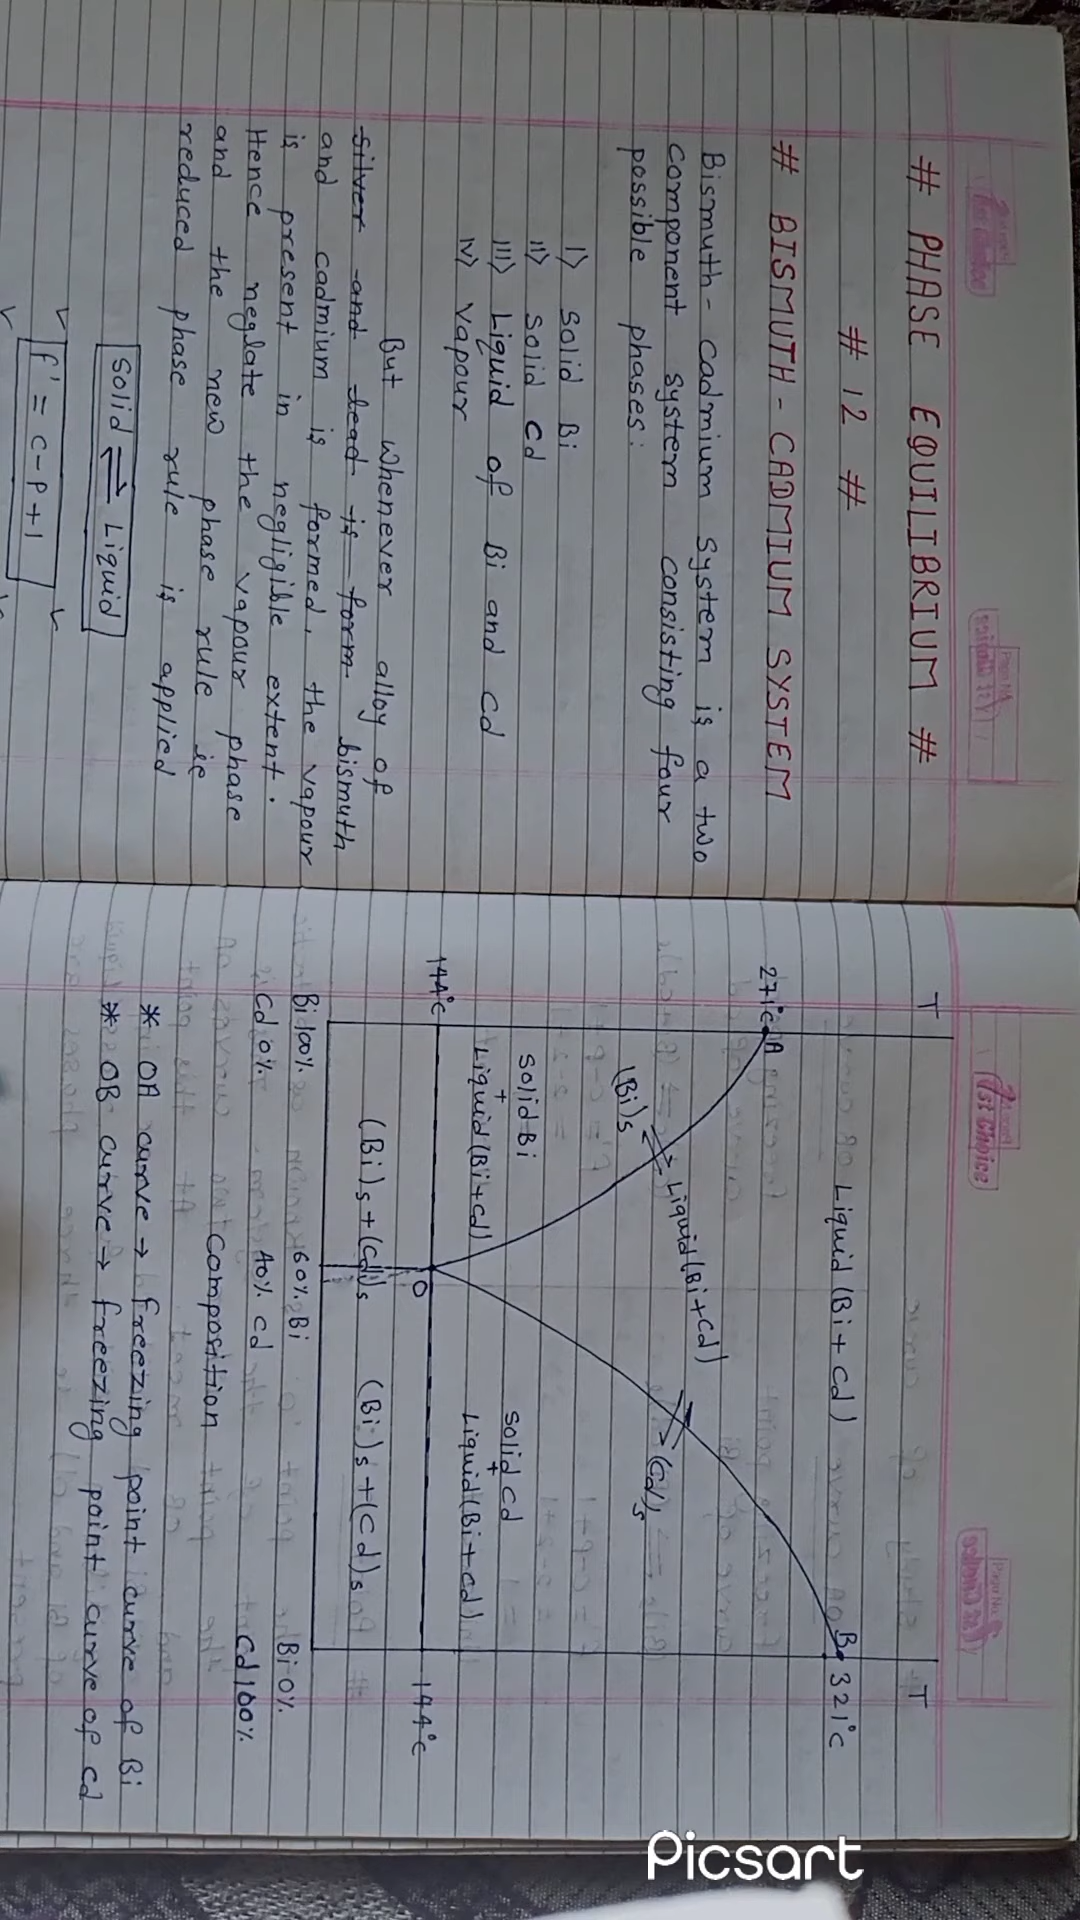 # PHASE EQUILIBRIUM #
# 12 #
# BISMUTH - CADMIUM SYSTEM
Bismuth - cadmium system is a two
component system consisting four
possible phases:
I) Solid Bi
II) Solid Cd
III) Liquid of Bi and Cd
IV) Vapour
But whenever alloy of
silver and lead is form bismuth
and cadmium is formed, the vapour
is present in negligible extent.
Hence neglate the vapour phase
and the new phase rule ie
reduced phase rule is applied
Solid ⇌ Liquid
f' = c-p+1
1st Choice
Page No.
T
T
Liquid (Bi + Cd)
B 321°c
271°c A
(Bi)s ⇌ Liquid (Bi+Cd)
⇌ (Cd)s
Solid Bi
+
Liquid (Bi+Cd)
Solid Cd
+
Liquid (Bi+Cd)
144°c
O
144°c
(Bi)s + (Cd)s
(Bi)s + (Cd)s
Bi 100%
60% Bi
Bi 0%
Cd 0%
40% Cd
Cd 100%
composition
* OA curve → freezing point curve of Bi
* OB curve → freezing point curve of Cd
Picsart